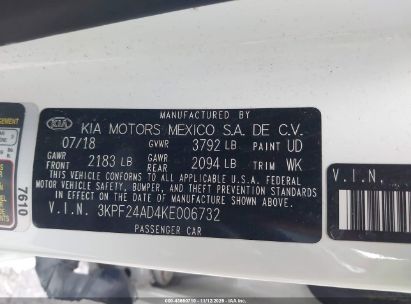 MANUFACTURED BY
KIA KIA MOTORS MEXICO S.A. DE C.V.
07/18 GVWR 3792 LB PAINT UD
GAWR FRONT 2183 LB GAWR REAR 2094 LB TRIM WK
THIS VEHICLE CONFORMS TO ALL APPLICABLE U.S. FEDERAL
MOTOR VEHICLE SAFETY, BUMPER, AND THEFT PREVENTION STANDARDS
IN EFFECT ON THE DATE OF MANUFACTURE SHOWN ABOVE.
V.I.N. 3KPF24AD4KE006732
PASSENGER CAR
7610
V.I.N.